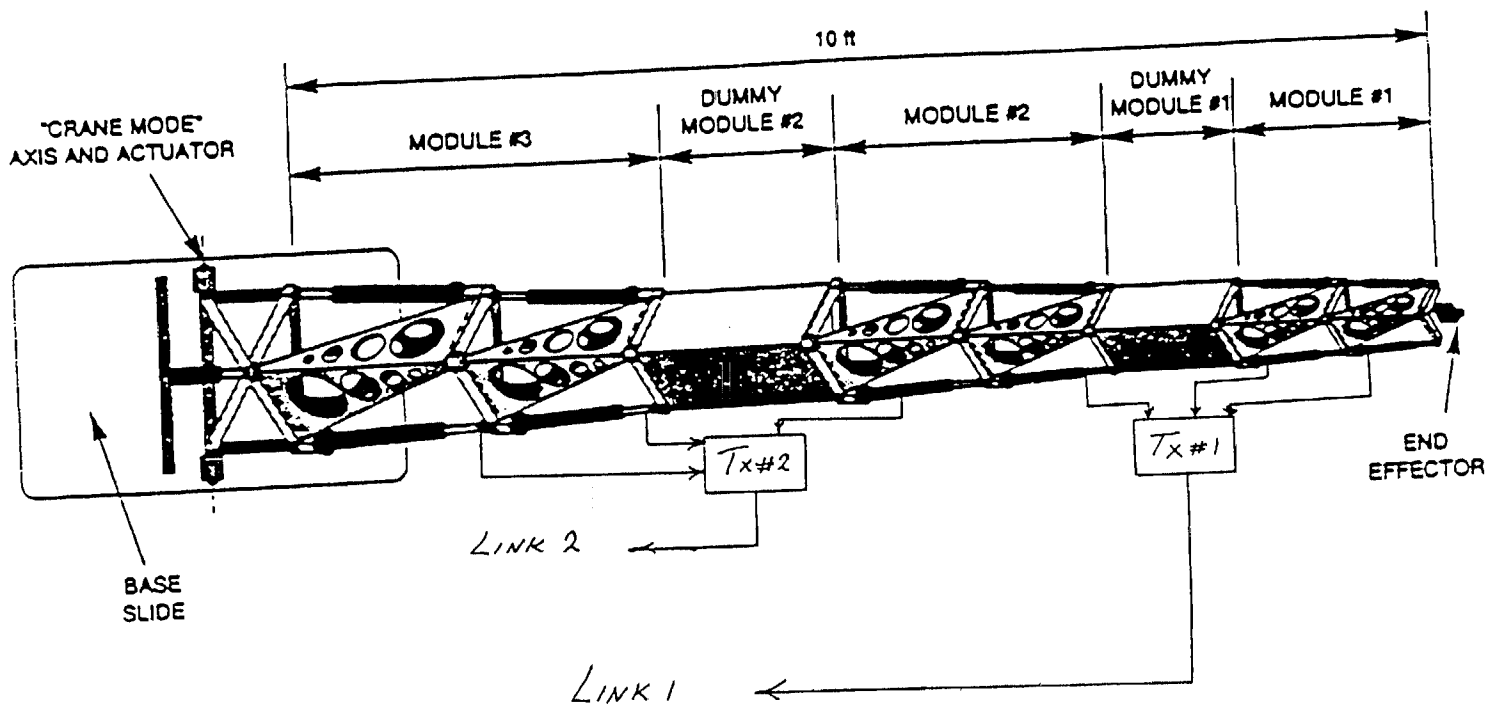 10 ft
"CRANE MODE"
AXIS AND ACTUATOR
MODULE #3
DUMMY
MODULE #2
MODULE #2
DUMMY
MODULE #1
MODULE #1
Tx#2
Tx#1
END
EFFECTOR
LINK 2
BASE
SLIDE
LINK 1